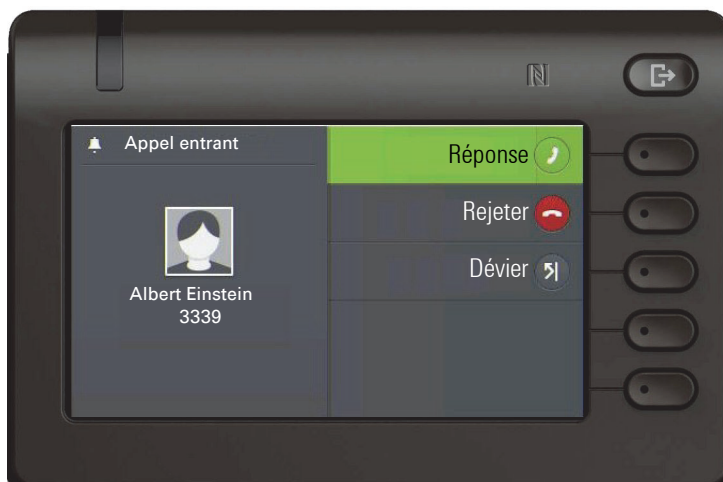 Appel entrant
Albert Einstein
3339
Réponse
Rejeter
Dévier